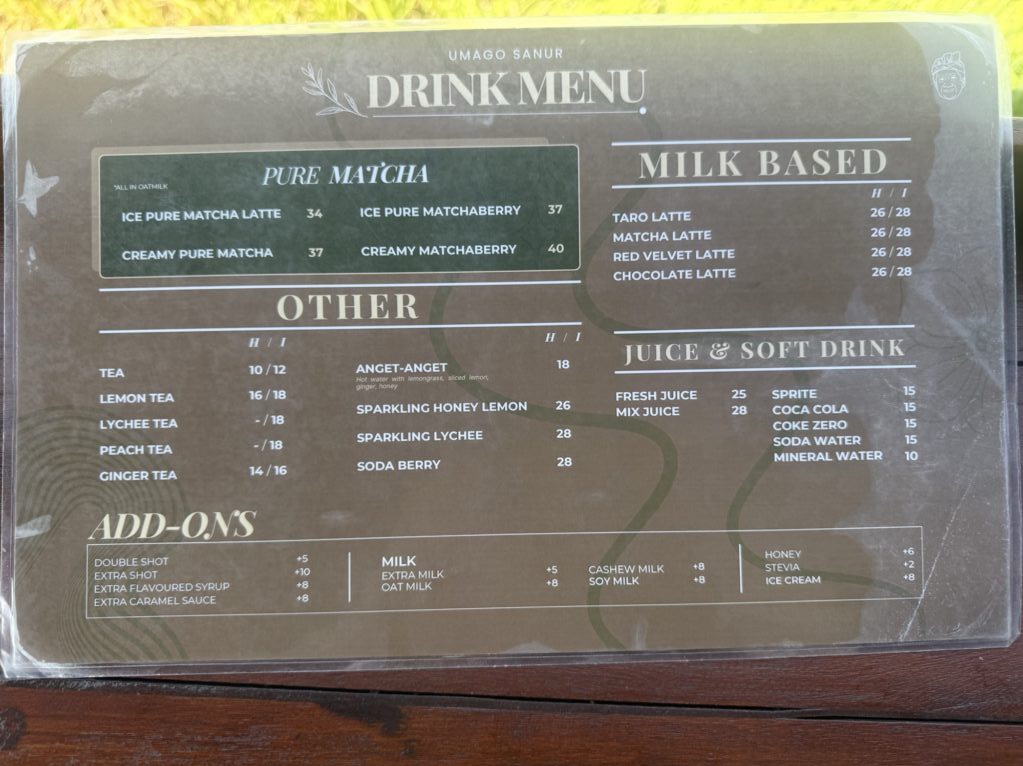 UMAGO SANUR
DRINK MENU
PURE MATCHA
*ALL IN OATMILK
ICE PURE MATCHA LATTE 34
ICE PURE MATCHABERRY 37
CREAMY PURE MATCHA 37
CREAMY MATCHABERRY 40
OTHER
H / I
TEA 10 / 12
LEMON TEA 16 / 18
LYCHEE TEA - / 18
PEACH TEA - / 18
GINGER TEA 14 / 16
H / I
ANGET-ANGET 18
Hot water with lemongrass, sliced lemon,
ginger, honey
SPARKLING HONEY LEMON 26
SPARKLING LYCHEE 28
SODA BERRY 28
MILK BASED
H / I
TARO LATTE 26 / 28
MATCHA LATTE 26 / 28
RED VELVET LATTE 26 / 28
CHOCOLATE LATTE 26 / 28
JUICE & SOFT DRINK
FRESH JUICE 25
MIX JUICE 28
SPRITE 15
COCA COLA 15
COKE ZERO 15
SODA WATER 15
MINERAL WATER 10
ADD-ONS
DOUBLE SHOT +5
EXTRA SHOT +10
EXTRA FLAVOURED SYRUP +8
EXTRA CARAMEL SAUCE +8
MILK
EXTRA MILK +5
OAT MILK +8
CASHEW MILK +8
SOY MILK +8
HONEY +6
STEVIA +2
ICE CREAM +8